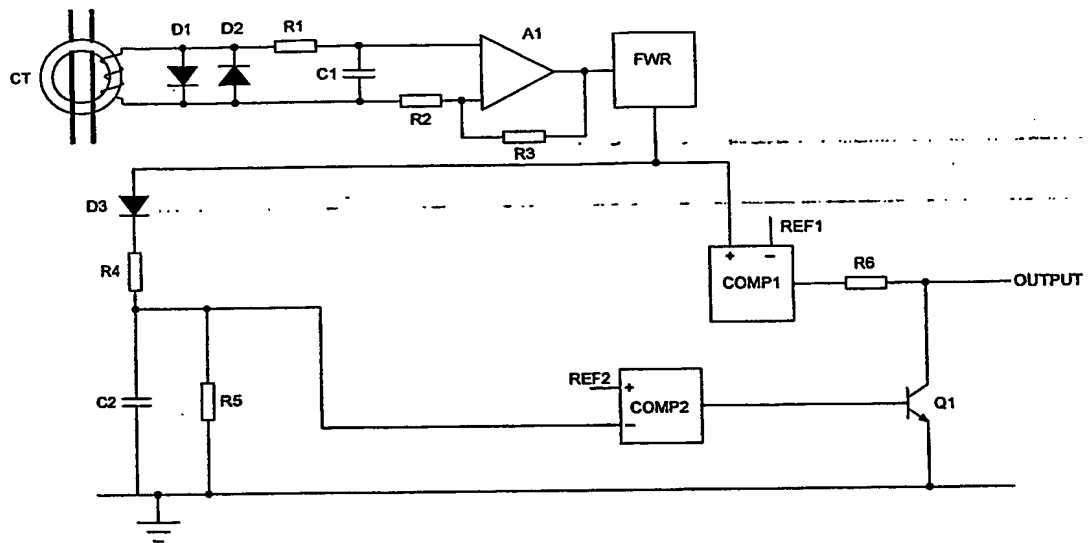 D1 D2 R1 A1
CT
C1
FWR
R2
R3
D3
REF1
R4
+ −
COMP1
R6
OUTPUT
C2
R5
REF2
+
COMP2
−
Q1